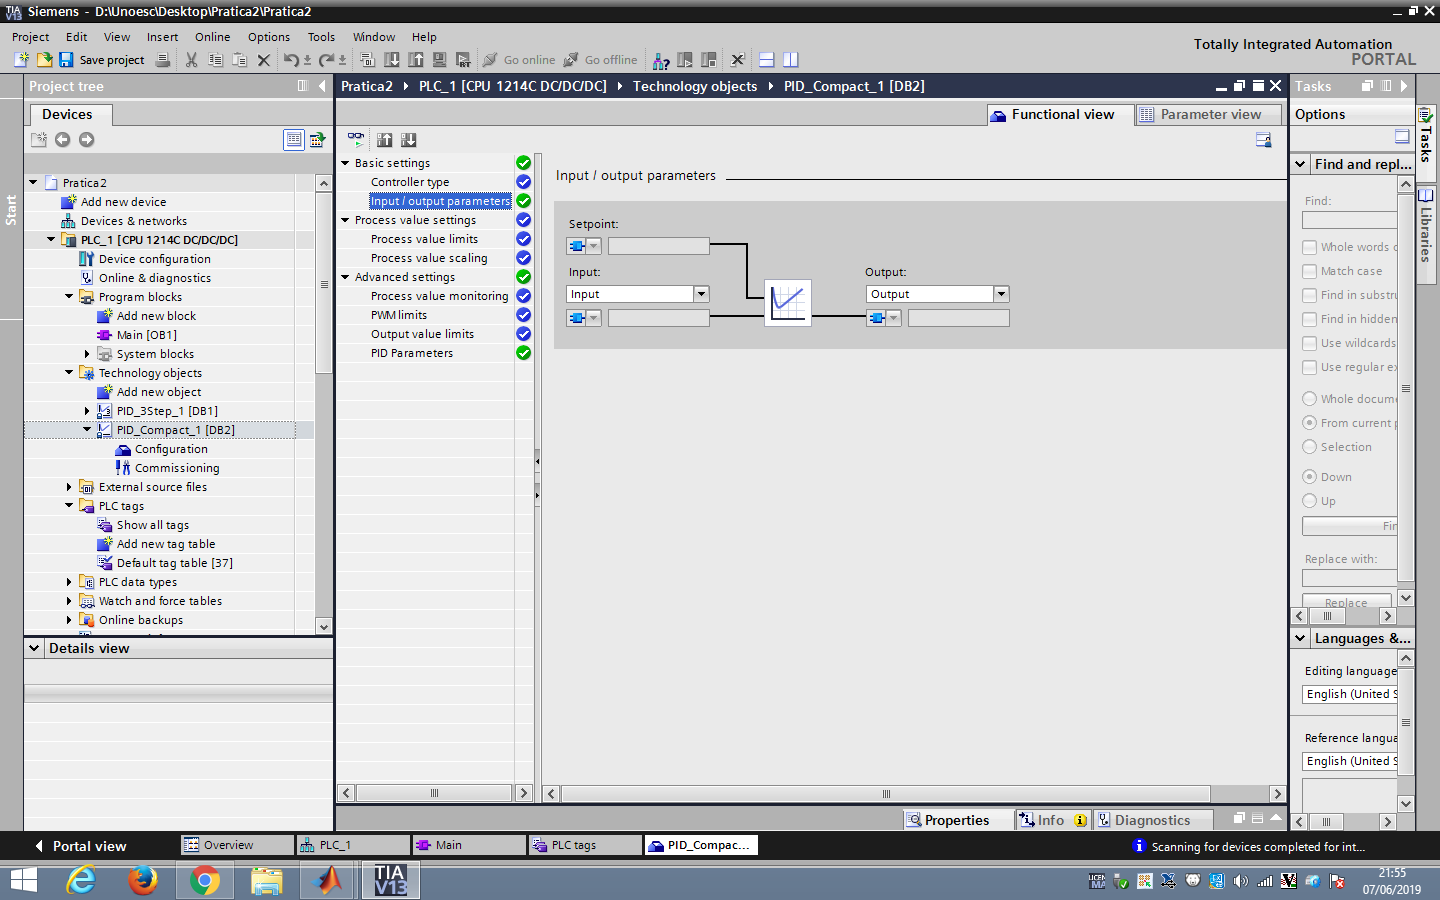 Siemens - D:\Unoesc\Desktop\Pratica2\Pratica2
Project Edit View Insert Online Options Tools Window Help
Totally Integrated Automation
PORTAL
Save project
Go online
Go offline
Project tree
Pratica2 PLC_1 [CPU 1214C DC/DC/DC] Technology objects PID_Compact_1 [DB2]
Tasks
Devices
Functional view
Parameter view
Options
Start
Tasks
Libraries
Pratica2
Add new device
Devices & networks
PLC_1 [CPU 1214C DC/DC/DC]
Device configuration
Online & diagnostics
Program blocks
Add new block
Main [OB1]
System blocks
Technology objects
Add new object
PID_3Step_1 [DB1]
PID_Compact_1 [DB2]
Configuration
Commissioning
External source files
PLC tags
Show all tags
Add new tag table
Default tag table [37]
PLC data types
Watch and force tables
Online backups
Details view
Basic settings
Controller type
Input / output parameters
Process value settings
Process value limits
Process value scaling
Advanced settings
Process value monitoring
PWM limits
Output value limits
PID Parameters
Input / output parameters
Setpoint:
Input:
Input
Output:
Output
Find and repl...
Find:
Whole words o
Match case
Find in substru
Find in hidden
Use wildcards
Use regular ex
Whole docume
From current p
Selection
Down
Up
Fin
Replace with:
Replace
Languages &...
Editing language
English (United S
Reference langua
English (United S
Properties
Info
Diagnostics
Portal view
Overview
PLC_1
Main
PLC tags
PID_Compac...
Scanning for devices completed for int...
TIA
V13
21:55
07/06/2019